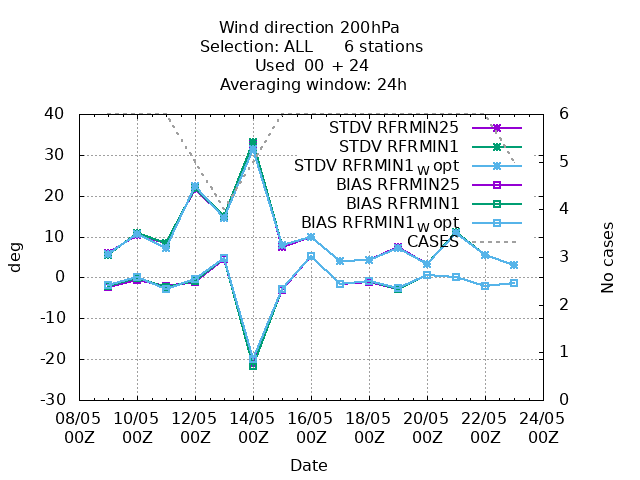 Wind direction 200hPa
Selection: ALL 6 stations
Used 00 + 24
Averaging window: 24h
40 6
STDV RFRMIN25
STDV RFRMIN1
30 5
STDV RFRMIN1w opt
BIAS RFRMIN25
20 4
BIAS RFRMIN1
BIAS RFRMIN1w opt
10 CASES 3
deg
No cases
0
-10 2
-20 1
-30 0
08/05 10/05 12/05 14/05 16/05 18/05 20/05 22/05 24/05
00Z 00Z 00Z 00Z 00Z 00Z 00Z 00Z 00Z
Date